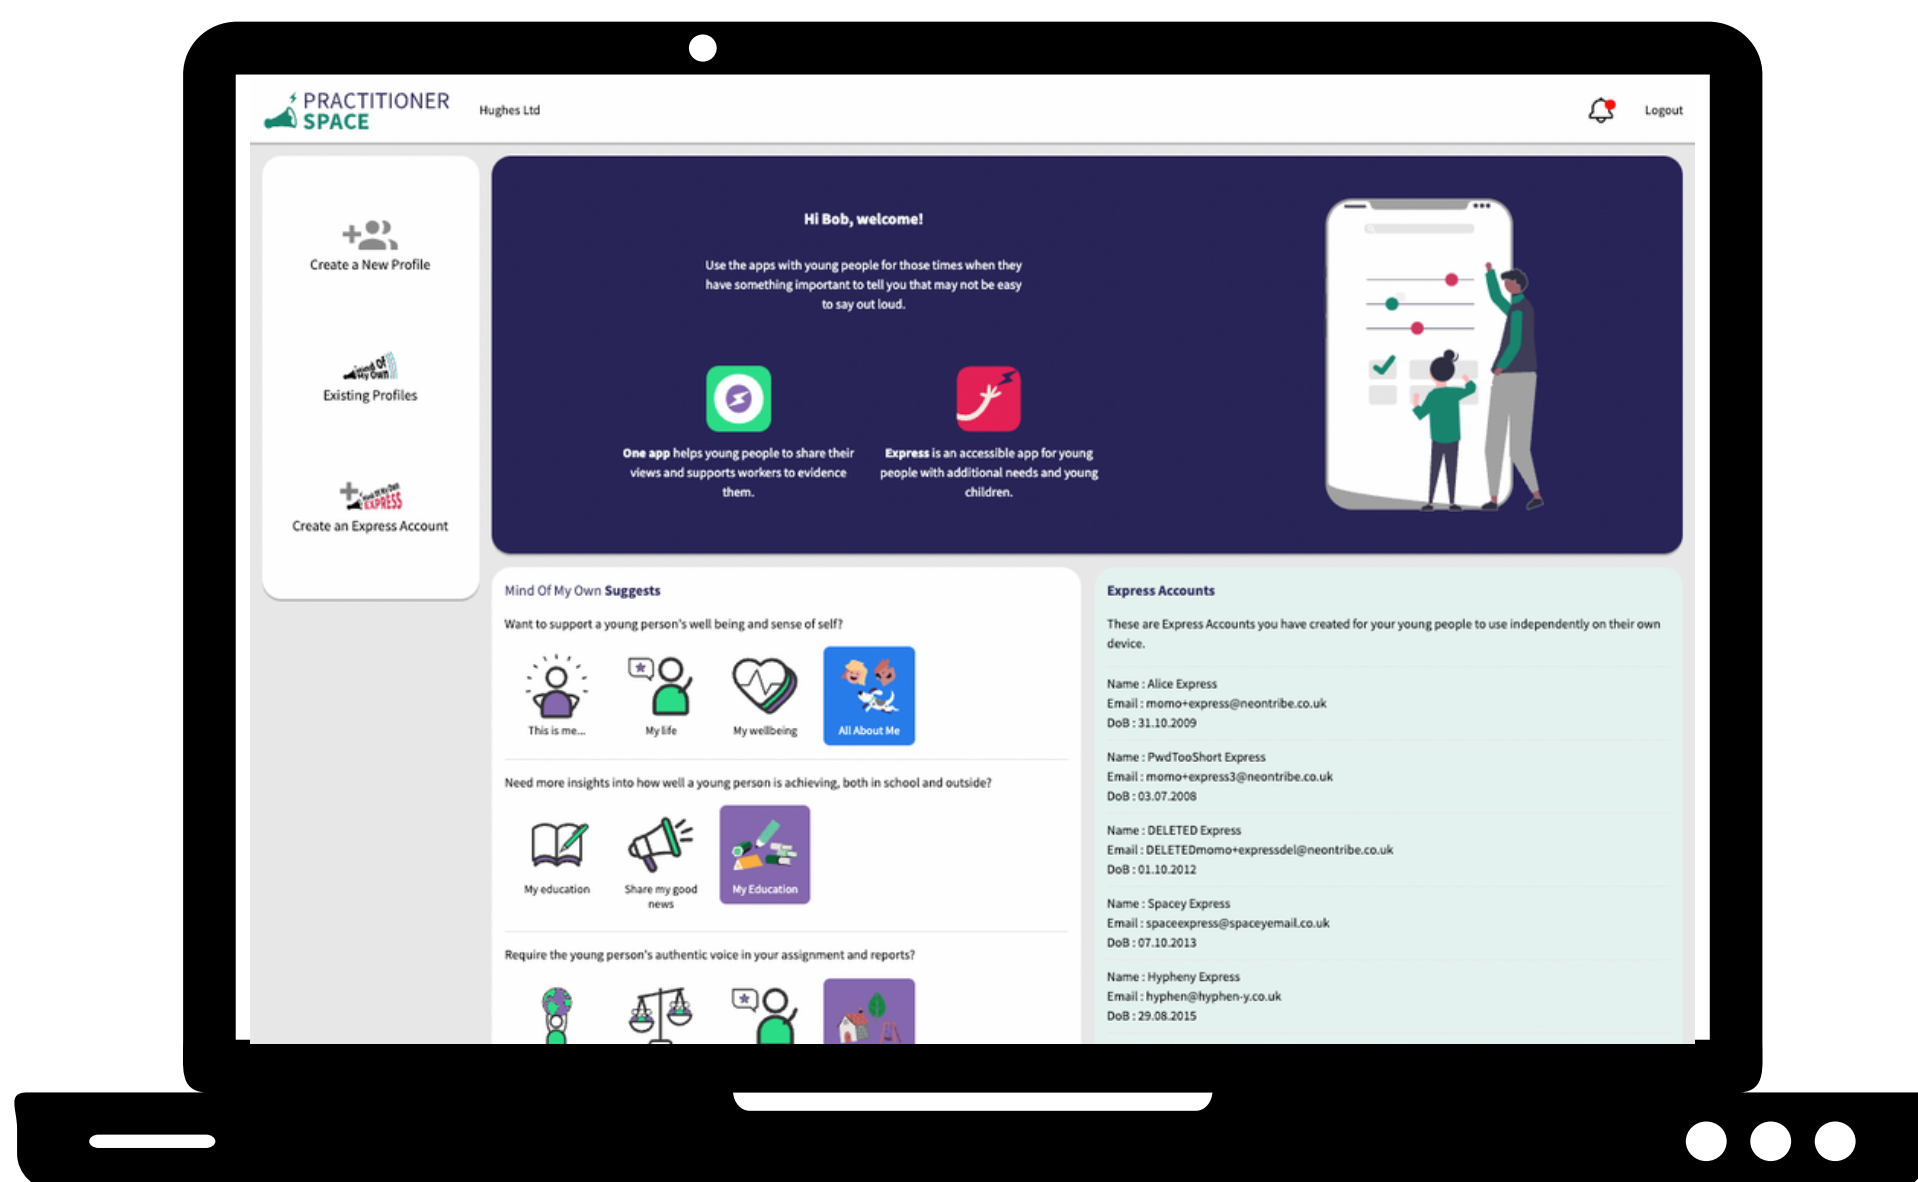 PRACTITIONER
SPACE
Hughes Ltd
Logout
Create a New Profile
Mind Of
My Own
Existing Profiles
Mind Of My Own
EXPRESS
Create an Express Account
Hi Bob, welcome!
Use the apps with young people for those times when they
have something important to tell you that may not be easy
to say out loud.
One app helps young people to share their
views and supports workers to evidence
them.
Express is an accessible app for young
people with additional needs and young
children.
Mind Of My Own Suggests
Want to support a young person's well being and sense of self?
This is me...
My life
My wellbeing
All About Me
Need more insights into how well a young person is achieving, both in school and outside?
My education
Share my good
news
My Education
Require the young person's authentic voice in your assignment and reports?
Express Accounts
These are Express Accounts you have created for your young people to use independently on their own
device.
Name : Alice Express
Email : momo+express@neontribe.co.uk
DoB : 31.10.2009
Name : PwdTooShort Express
Email : momo+express3@neontribe.co.uk
DoB : 03.07.2008
Name : DELETED Express
Email : DELETEDmomo+expressdel@neontribe.co.uk
DoB : 01.10.2012
Name : Spacey Express
Email : spaceexpress@spaceyemail.co.uk
DoB : 07.10.2013
Name : Hypheny Express
Email : hyphen@hyphen-y.co.uk
DoB : 29.08.2015